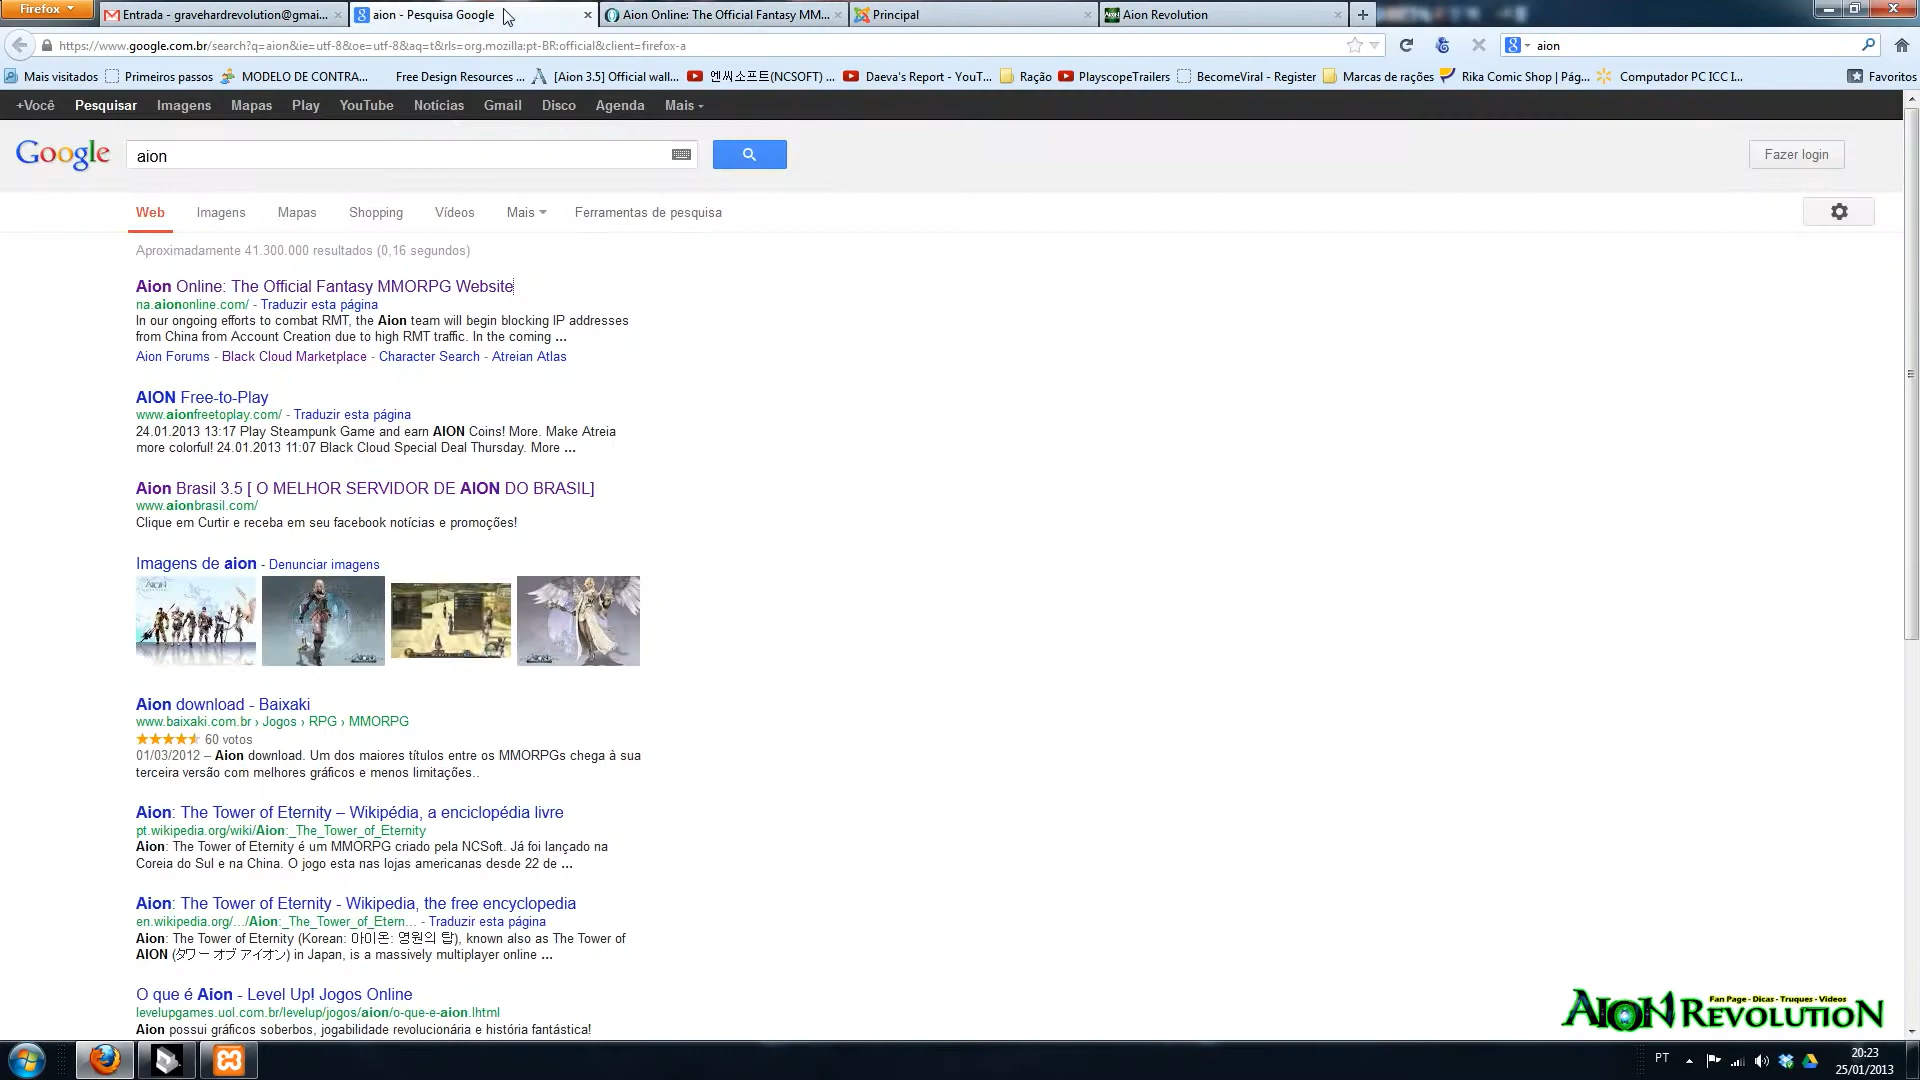 Firefox
Entrada - gravehardrevolution@gmai...
aion - Pesquisa Google
Aion Online: The Official Fantasy MM...
Principal
Aion Revolution
https://www.google.com.br/search?q=aion&ie=utf-8&oe=utf-8&aq=t&rls=org.mozilla:pt-BR:official&client=firefox-a
aion
Mais visitados
Primeiros passos
MODELO DE CONTRA...
Free Design Resources ...
[Aion 3.5] Official wall...
엔씨소프트(NCSOFT) ...
Daeva's Report - YouT...
Ração
PlayscopeTrailers
BecomeViral - Register
Marcas de rações
Rika Comic Shop | Pág...
Computador PC ICC I...
Favoritos
+Você Pesquisar Imagens Mapas Play YouTube Notícias Gmail Disco Agenda Mais
Google
aion
Fazer login
Web Imagens Mapas Shopping Vídeos Mais Ferramentas de pesquisa
Aproximadamente 41.300.000 resultados (0,16 segundos)
Aion Online: The Official Fantasy MMORPG Website
na.aiononline.com/ - Traduzir esta página
In our ongoing efforts to combat RMT, the Aion team will begin blocking IP addresses
from China from Account Creation due to high RMT traffic. In the coming ...
Aion Forums - Black Cloud Marketplace - Character Search - Atreian Atlas
AION Free-to-Play
www.aionfreetoplay.com/ - Traduzir esta página
24.01.2013 13:17 Play Steampunk Game and earn AION Coins! More. Make Atreia
more colorful! 24.01.2013 11:07 Black Cloud Special Deal Thursday. More ...
Aion Brasil 3.5 [ O MELHOR SERVIDOR DE AION DO BRASIL]
www.aionbrasil.com/
Clique em Curtir e receba em seu facebook notícias e promoções!
Imagens de aion - Denunciar imagens
Aion download - Baixaki
www.baixaki.com.br › Jogos › RPG › MMORPG
60 votos
01/03/2012 – Aion download. Um dos maiores títulos entre os MMORPGs chega à sua
terceira versão com melhores gráficos e menos limitações..
Aion: The Tower of Eternity – Wikipédia, a enciclopédia livre
pt.wikipedia.org/wiki/Aion:_The_Tower_of_Eternity
Aion: The Tower of Eternity é um MMORPG criado pela NCSoft. Já foi lançado na
Coreia do Sul e na China. O jogo esta nas lojas americanas desde 22 de ...
Aion: The Tower of Eternity - Wikipedia, the free encyclopedia
en.wikipedia.org/.../Aion:_The_Tower_of_Etern... - Traduzir esta página
Aion: The Tower of Eternity (Korean: 아이온: 영원의 탑), known also as The Tower of
AION (タワー オブ アイオン) in Japan, is a massively multiplayer online ...
O que é Aion - Level Up! Jogos Online
levelupgames.uol.com.br/levelup/jogos/aion/o-que-e-aion.lhtml
Aion possui gráficos soberbos, jogabilidade revolucionária e história fantástica!
Fan Page - Dicas - Truques - Videos
AION REVOLUTION
PT
20:23
25/01/2013